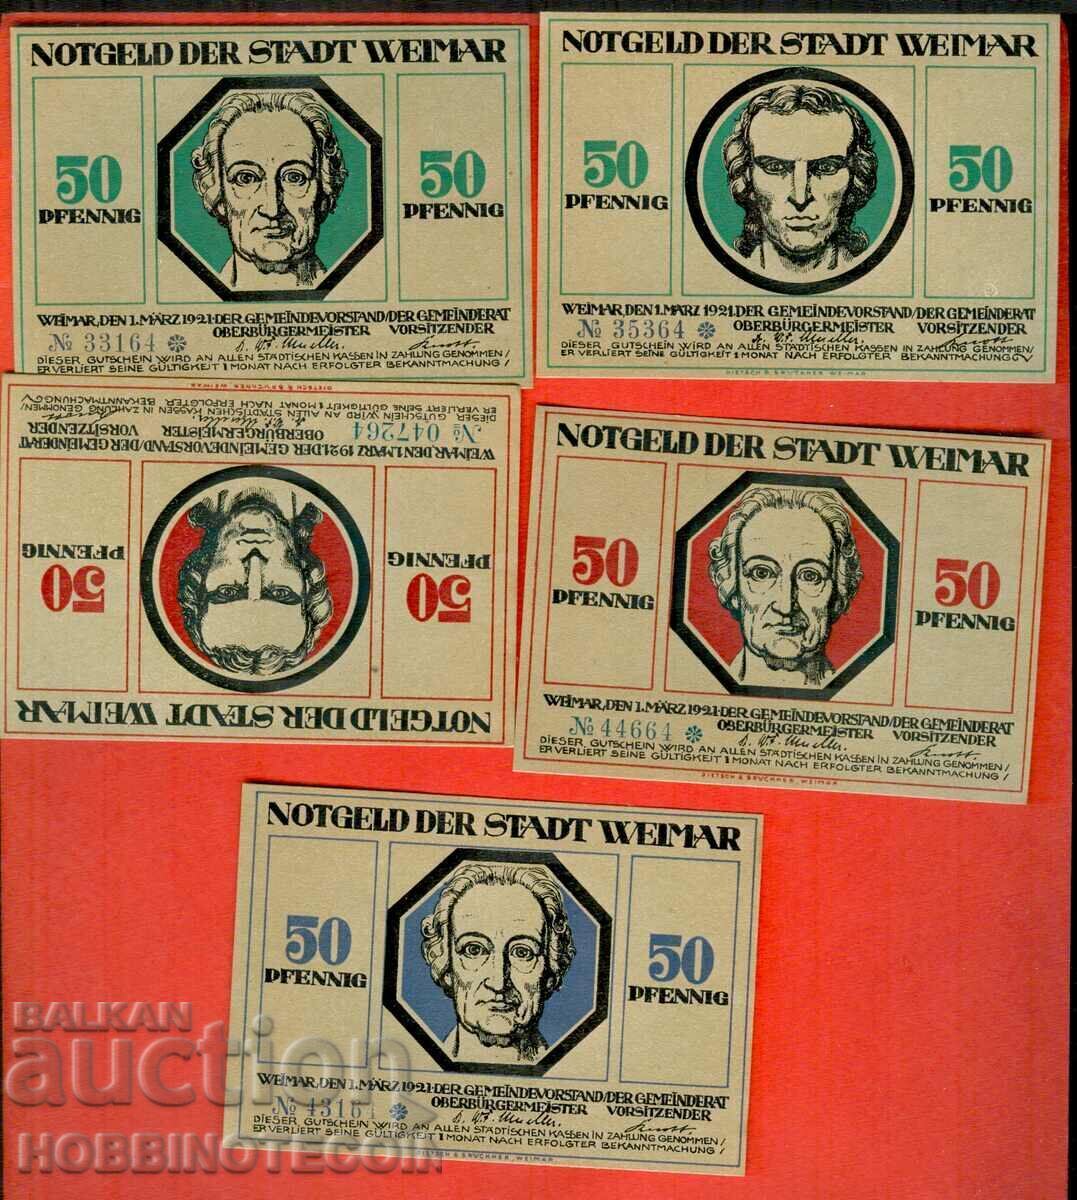 NOTGELD DER STADT WEIMAR
50
PFENNIG
50
PFENNIG
WEIMAR, DEN 1. MÄRZ 1921·DER GEMEINDEVORSTAND/DER GEMEINDERAT
№ 33164 * OBERBÜRGERMEISTER VORSITZENDER
DIESER GUTSCHEIN WIRD AN ALLEN STÄDTISCHEN KASSEN IN ZAHLUNG GENOMMEN/
ER VERLIERT SEINE GÜLTIGKEIT 1 MONAT NACH ERFOLGTER BEKANNTMACHUNG/
NOTGELD DER STADT WEIMAR
50
PFENNIG
50
PFENNIG
WEIMAR, DEN 1. MÄRZ 1921·DER GEMEINDEVORSTAND/DER GEMEINDERAT
№ 35364 * OBERBÜRGERMEISTER VORSITZENDER
DIESER GUTSCHEIN WIRD AN ALLEN STÄDTISCHEN KASSEN IN ZAHLUNG GENOMMEN/
ER VERLIERT SEINE GÜLTIGKEIT 1 MONAT NACH ERFOLGTER BEKANNTMACHUNG/
DIETSCH & BRUCKNER WEIMAR
NOTGELD DER STADT WEIMAR
50
PFENNIG
50
PFENNIG
WEIMAR, DEN 1. MÄRZ 1921·DER GEMEINDEVORSTAND/DER GEMEINDERAT
№ 047264 OBERBÜRGERMEISTER VORSITZENDER
DIESER GUTSCHEIN WIRD AN ALLEN STÄDTISCHEN KASSEN IN ZAHLUNG GENOMMEN/
ER VERLIERT SEINE GÜLTIGKEIT 1 MONAT NACH ERFOLGTER BEKANNTMACHUNG/
DIETSCH & BRUCKNER WEIMAR
NOTGELD DER STADT WEIMAR
50
PFENNIG
50
PFENNIG
WEIMAR, DEN 1. MÄRZ 1921·DER GEMEINDEVORSTAND/DER GEMEINDERAT
№ 44664 * OBERBÜRGERMEISTER VORSITZENDER
DIESER GUTSCHEIN WIRD AN ALLEN STÄDTISCHEN KASSEN IN ZAHLUNG GENOMMEN/
ER VERLIERT SEINE GÜLTIGKEIT 1 MONAT NACH ERFOLGTER BEKANNTMACHUNG/
DIETSCH & BRUCKNER, WEIMAR
NOTGELD DER STADT WEIMAR
50
PFENNIG
50
PFENNIG
WEIMAR, DEN 1. MÄRZ 1921·DER GEMEINDEVORSTAND/DER GEMEINDERAT
№ 43164 * OBERBÜRGERMEISTER VORSITZENDER
DIESER GUTSCHEIN WIRD AN ALLEN STÄDTISCHEN KASSEN IN ZAHLUNG GENOMMEN/
ER VERLIERT SEINE GÜLTIGKEIT 1 MONAT NACH ERFOLGTER BEKANNTMACHUNG/
DIETSCH & BRUCKNER, WEIMAR
BALKAN
auction
HOBBINOTECOIN